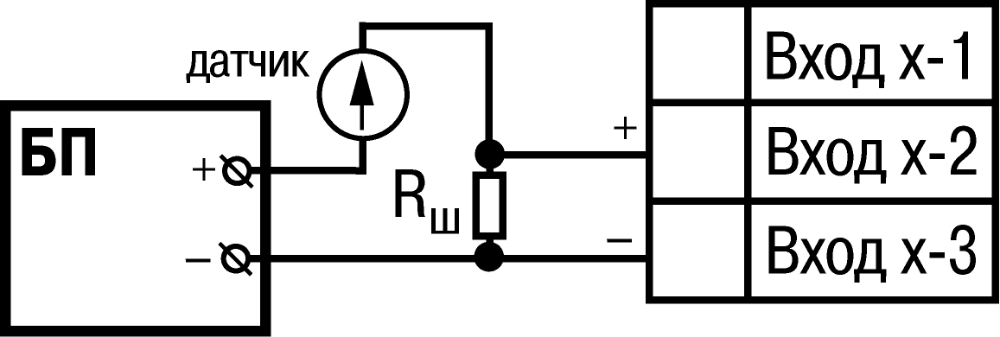 датчик
БП
+
−
Rш
+
−
Вход х-1
Вход х-2
Вход х-3